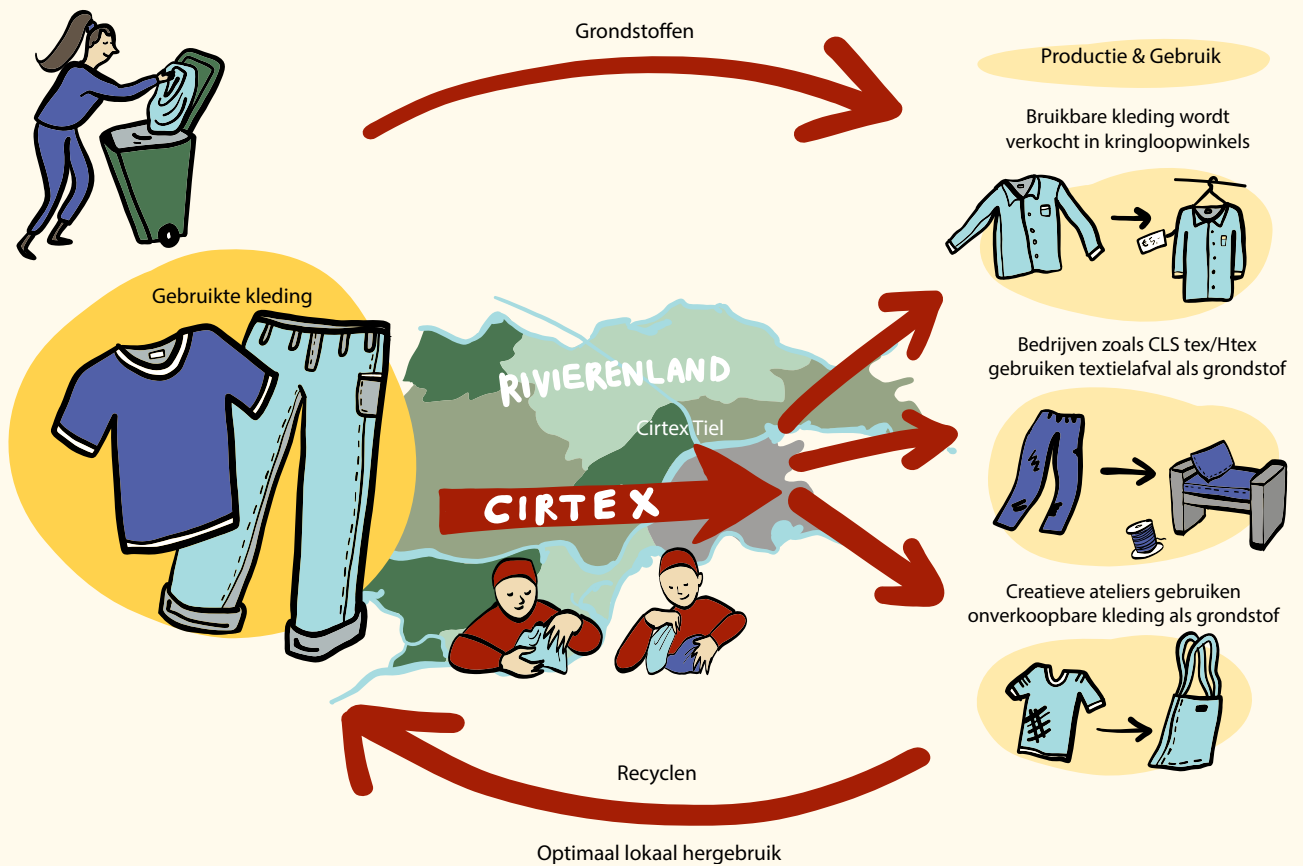 Grondstoffen
Productie & Gebruik
Bruikbare kleding wordt
verkocht in kringloopwinkels
€5,-
Gebruikte kleding
RIVIERENLAND
Cirtex Tiel
CIRTEX
Bedrijven zoals CLS tex/Htex
gebruiken textielafval als grondstof
Creatieve ateliers gebruiken
onverkoopbare kleding als grondstof
Recyclen
Optimaal lokaal hergebruik